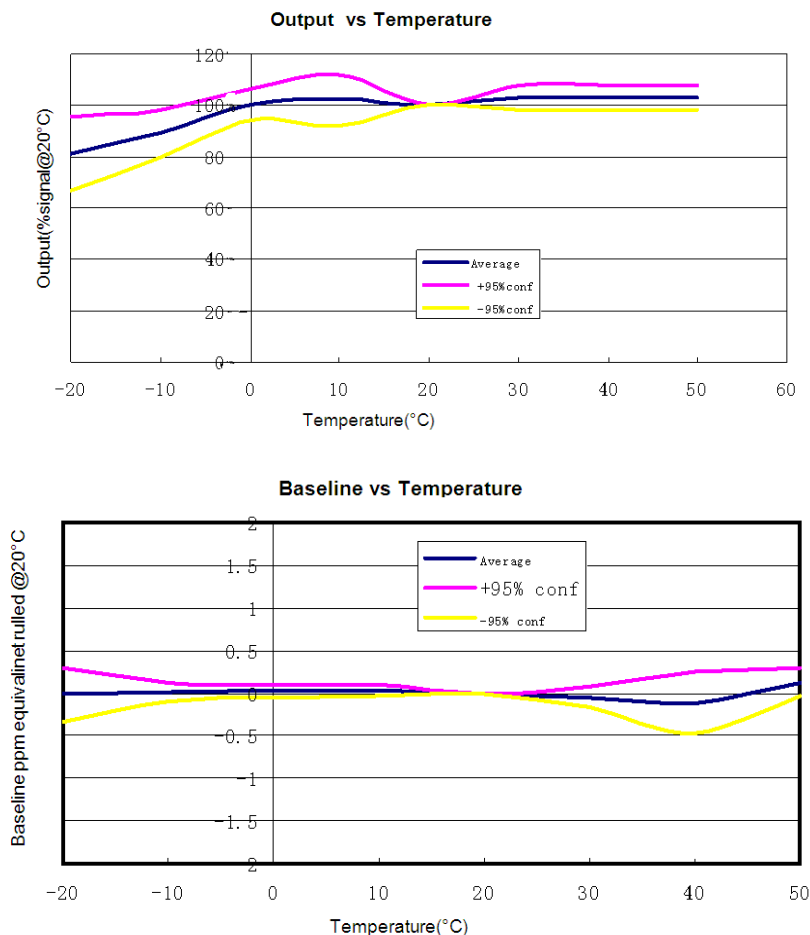 Output vs Temperature
Output(%signal@20°C
120
100
80
60
40
20
0
Average
+95%conf
-95%conf
-20 -10 0 10 20 30 40 50 60
Temperature(°C)
Baseline vs Temperature
Baseline ppm equivalinet rulled @20°C
2
1.5
1
0.5
0
-0.5
-1
-1.5
2
Average
+95% conf
-95% conf
-20 -10 0 10 20 30 40 50
Temperature(°C)